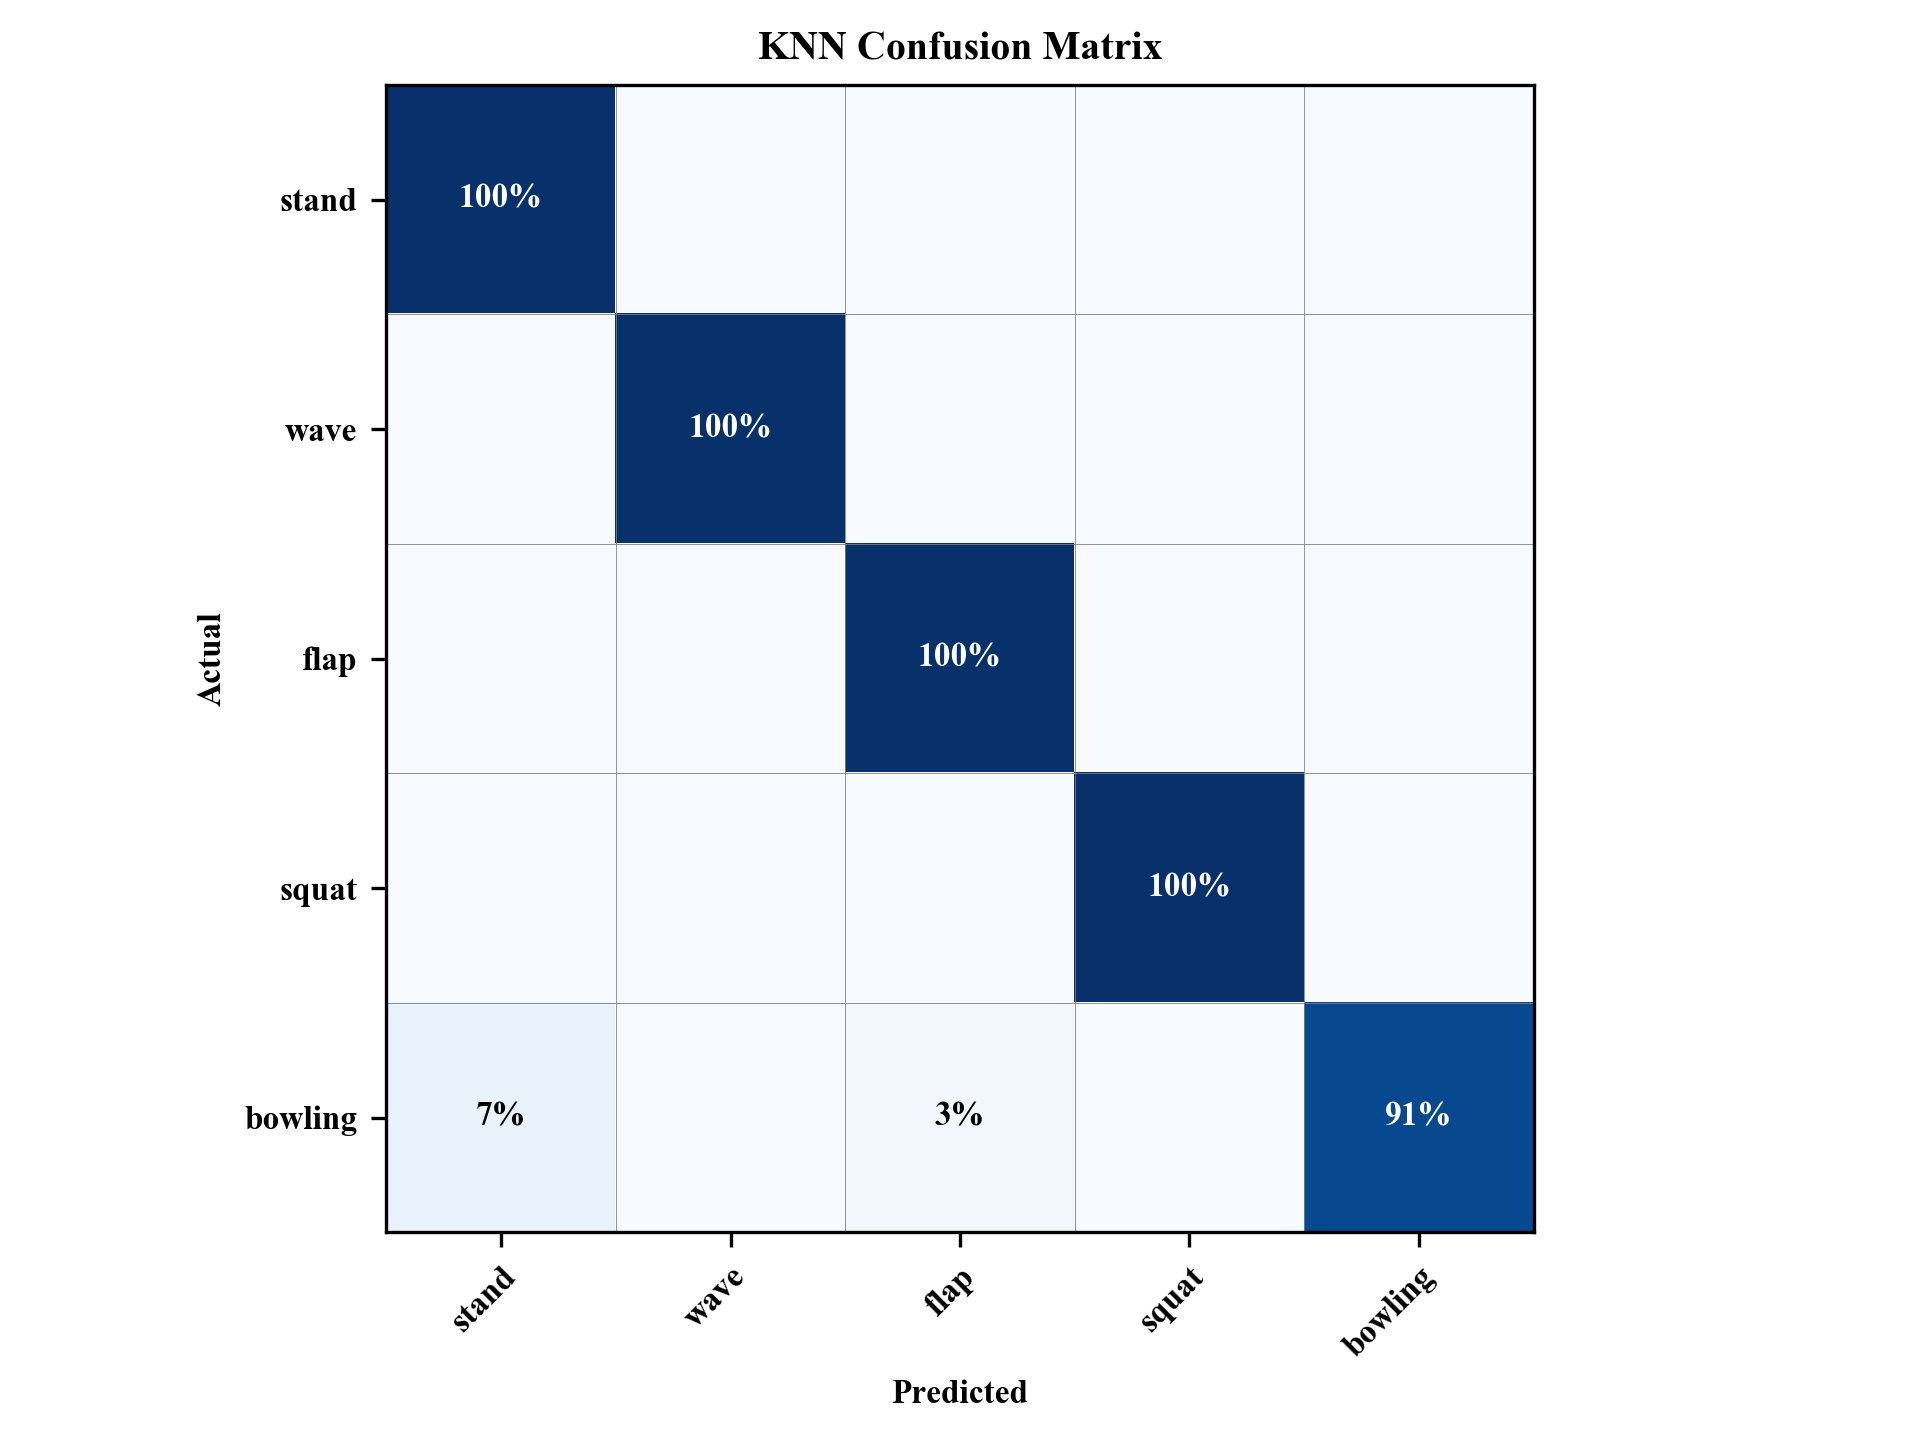 KNN Confusion Matrix
stand
100%
wave
100%
Actual
flap
100%
squat
100%
bowling
7%
3%
91%
stand
wave
flap
squat
bowling
Predicted